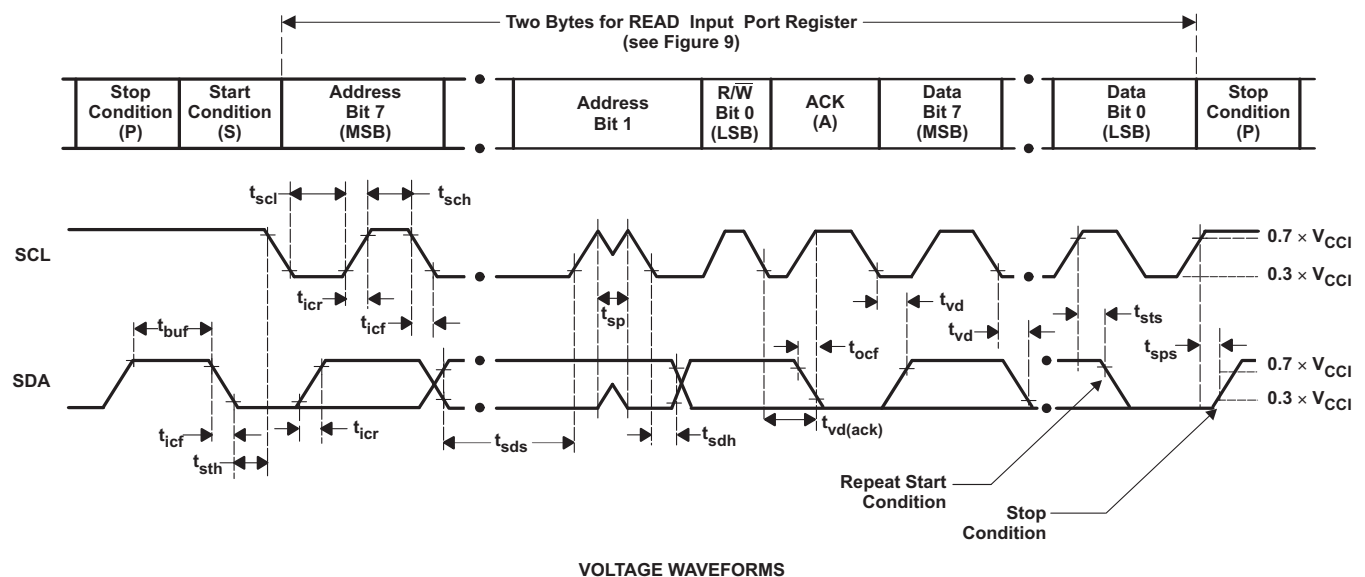 Two Bytes for READ Input Port Register
(see Figure 9)
Stop
Condition
(P)
Start
Condition
(S)
Address
Bit 7
(MSB)
Address
Bit 1
R/W̅
Bit 0
(LSB)
ACK
(A)
Data
Bit 7
(MSB)
Data
Bit 0
(LSB)
Stop
Condition
(P)
tscl
tsch
SCL
0.7 × VCCI
0.3 × VCCI
ticr
ticf
tbuf
tsp
tvd
tvd
tsts
tocf
tsps
SDA
0.7 × VCCI
0.3 × VCCI
ticf
ticr
tsth
tsds
tsdh
tvd(ack)
Repeat Start
Condition
Stop
Condition
VOLTAGE WAVEFORMS